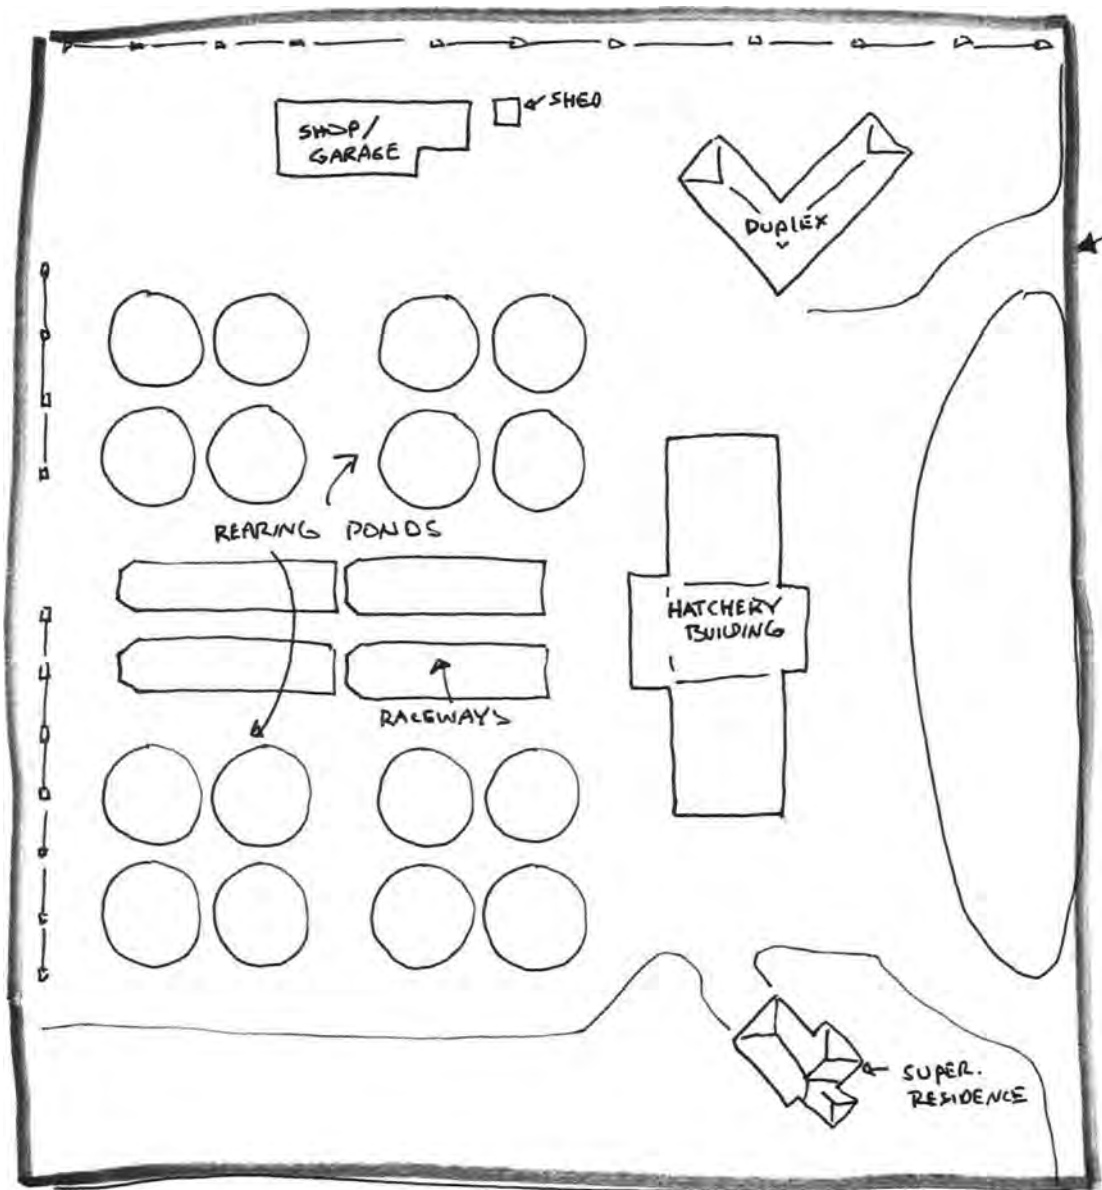 SHOP/
GARAGE
SHED
DUPLEX
REARING PONDS
HATCHERY
BUILDING
RACEWAYS
SUPER.
RESIDENCE